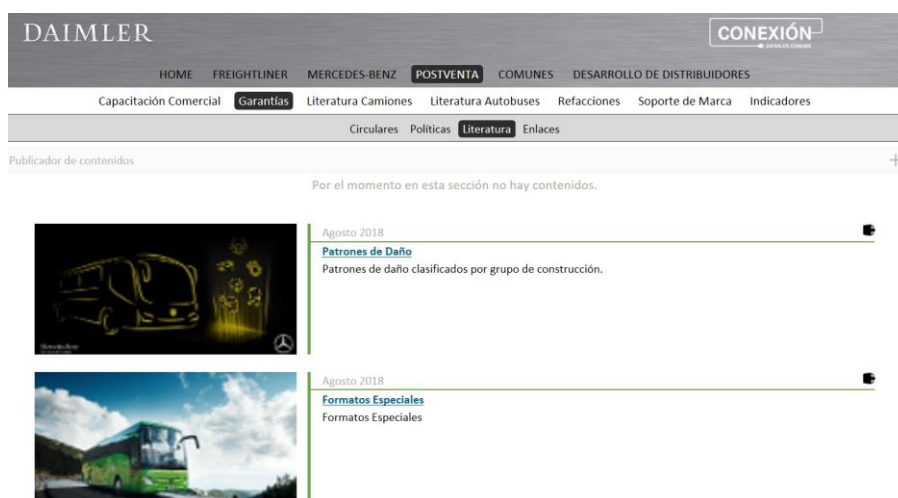 DAIMLER
CONEXIÓN
HOME FREIGHTLINER MERCEDES-BENZ POSTVENTA COMUNES DESARROLLO DE DISTRIBUIDORES
Capacitación Comercial Garantías Literatura Camiones Literatura Autobuses Refacciones Soporte de Marca Indicadores
Circulares Políticas Literatura Enlaces
Publicador de contenidos
Por el momento en esta sección no hay contenidos.
Agosto 2018
Patrones de Daño
Patrones de daño clasificados por grupo de construcción.
Agosto 2018
Formatos Especiales
Formatos Especiales